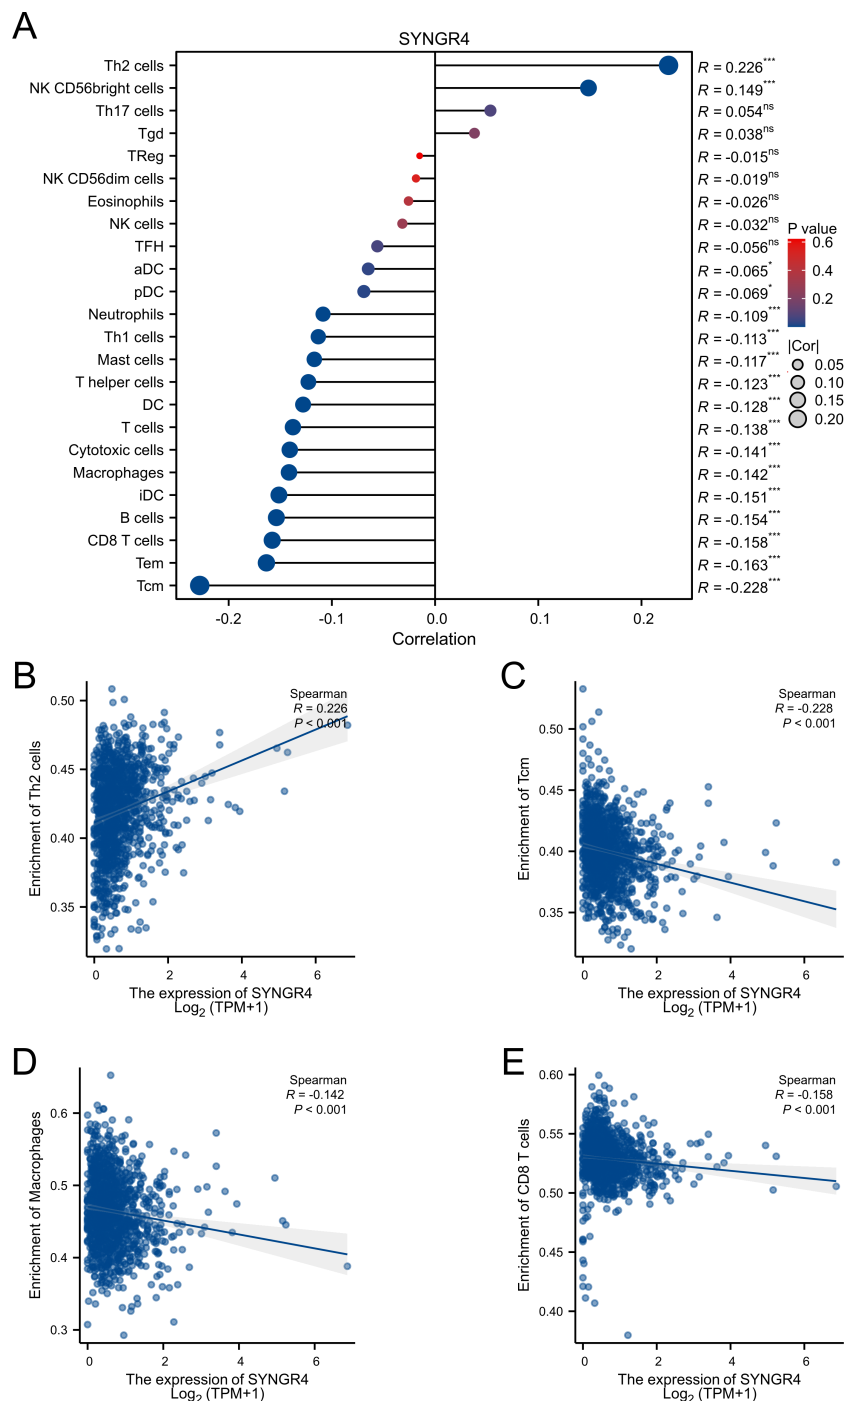 A
SYNGR4
Th2 cells R = 0.226***
NK CD56bright cells R = 0.149***
Th17 cells R = 0.054ns
Tgd R = 0.038ns
TReg R = -0.015ns
NK CD56dim cells R = -0.019ns
Eosinophils R = -0.026ns
NK cells R = -0.032ns
TFH R = -0.056ns
aDC R = -0.065*
pDC R = -0.069*
Neutrophils R = -0.109***
Th1 cells R = -0.113***
Mast cells R = -0.117***
T helper cells R = -0.123***
DC R = -0.128***
T cells R = -0.138***
Cytotoxic cells R = -0.141***
Macrophages R = -0.142***
iDC R = -0.151***
B cells R = -0.154***
CD8 T cells R = -0.158***
Tem R = -0.163***
Tcm R = -0.228***
-0.2 -0.1 0.0 0.1 0.2
Correlation
P value
0.6
0.4
0.2
|Cor|
0.05
0.10
0.15
0.20
B
Spearman
R = 0.226
P < 0.001
Enrichment of Th2 cells
0.50
0.45
0.40
0.35
0 2 4 6
The expression of SYNGR4
Log2 (TPM+1)
C
Spearman
R = -0.228
P < 0.001
Enrichment of Tcm
0.50
0.45
0.40
0.35
0 2 4 6
The expression of SYNGR4
Log2 (TPM+1)
D
Spearman
R = -0.142
P < 0.001
Enrichment of Macrophages
0.6
0.5
0.4
0.3
0 2 4 6
The expression of SYNGR4
Log2 (TPM+1)
E
Spearman
R = -0.158
P < 0.001
Enrichment of CD8 T cells
0.60
0.55
0.50
0.45
0.40
0 2 4 6
The expression of SYNGR4
Log2 (TPM+1)